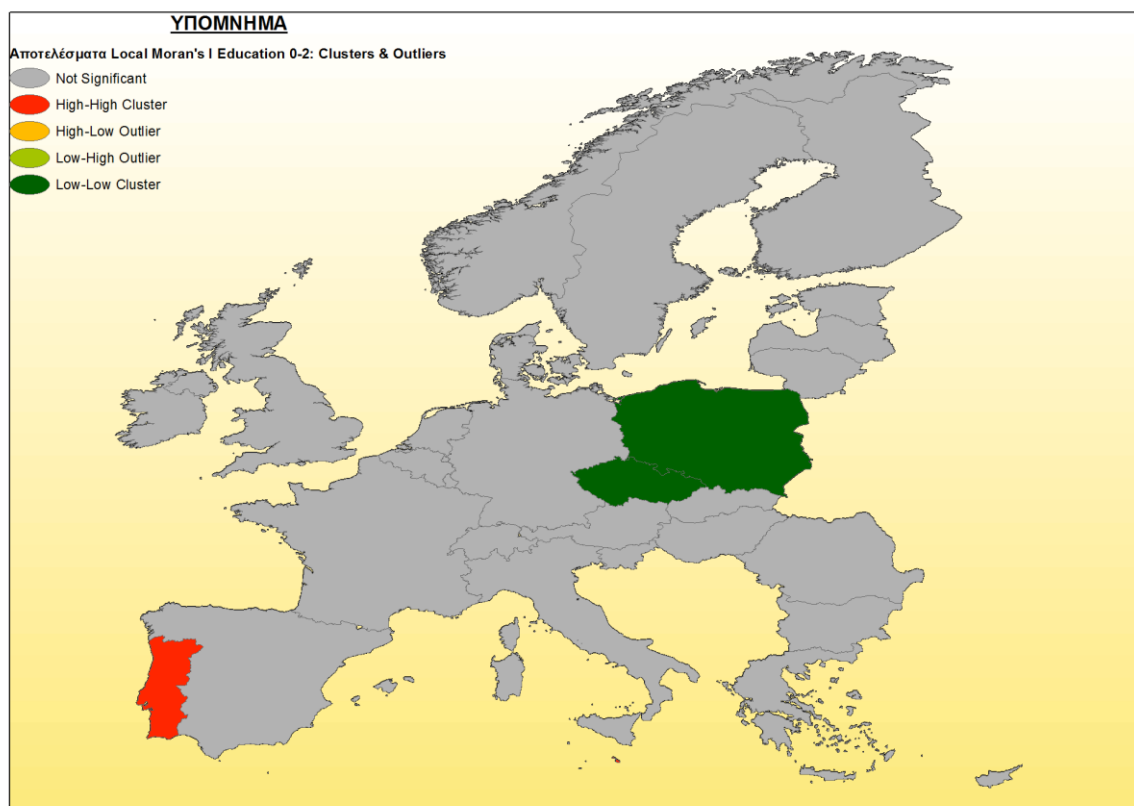 ΥΠΟΜΝΗΜΑ
Αποτελέσματα Local Moran's I Education 0-2: Clusters & Outliers
Not Significant
High-High Cluster
High-Low Outlier
Low-High Outlier
Low-Low Cluster